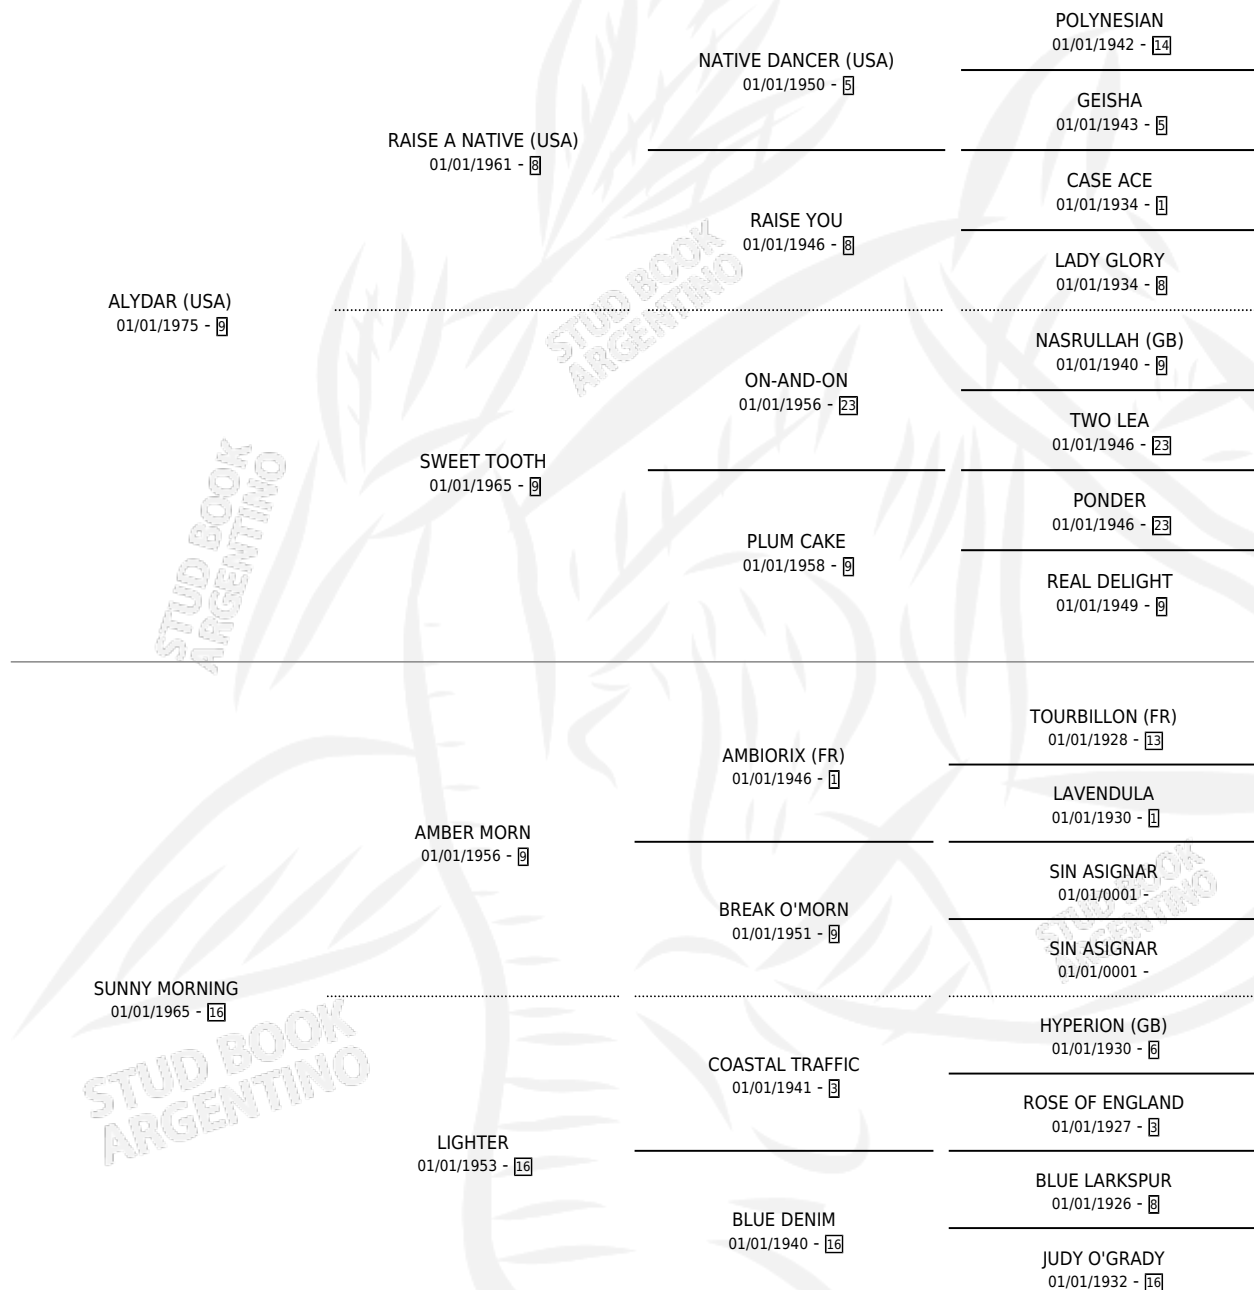 POLYNESIAN
01/01/1942 - 14
NATIVE DANCER (USA)
01/01/1950 - 5
GEISHA
01/01/1943 - 5
RAISE A NATIVE (USA)
01/01/1961 - 8
CASE ACE
01/01/1934 - 1
RAISE YOU
01/01/1946 - 8
LADY GLORY
01/01/1934 - 8
ALYDAR (USA)
01/01/1975 - 9
STUD BOOK
ARGENTINO
NASRULLAH (GB)
01/01/1940 - 9
ON-AND-ON
01/01/1956 - 23
TWO LEA
01/01/1946 - 23
SWEET TOOTH
01/01/1965 - 9
STUD BOOK
ARGENTINO
PONDER
01/01/1946 - 23
PLUM CAKE
01/01/1958 - 9
REAL DELIGHT
01/01/1949 - 9
TOURBILLON (FR)
01/01/1928 - 13
AMBIORIX (FR)
01/01/1946 - 1
LAVENDULA
01/01/1930 - 1
AMBER MORN
01/01/1956 - 9
SIN ASIGNAR
01/01/0001 -
STUD BOOK
ARGENTINO
BREAK O'MORN
01/01/1951 - 9
SIN ASIGNAR
01/01/0001 -
SUNNY MORNING
01/01/1965 - 16
STUD BOOK
ARGENTINO
HYPERION (GB)
01/01/1930 - 6
COASTAL TRAFFIC
01/01/1941 - 3
ROSE OF ENGLAND
01/01/1927 - 3
LIGHTER
01/01/1953 - 16
BLUE LARKSPUR
01/01/1926 - 8
BLUE DENIM
01/01/1940 - 16
JUDY O'GRADY
01/01/1932 - 16